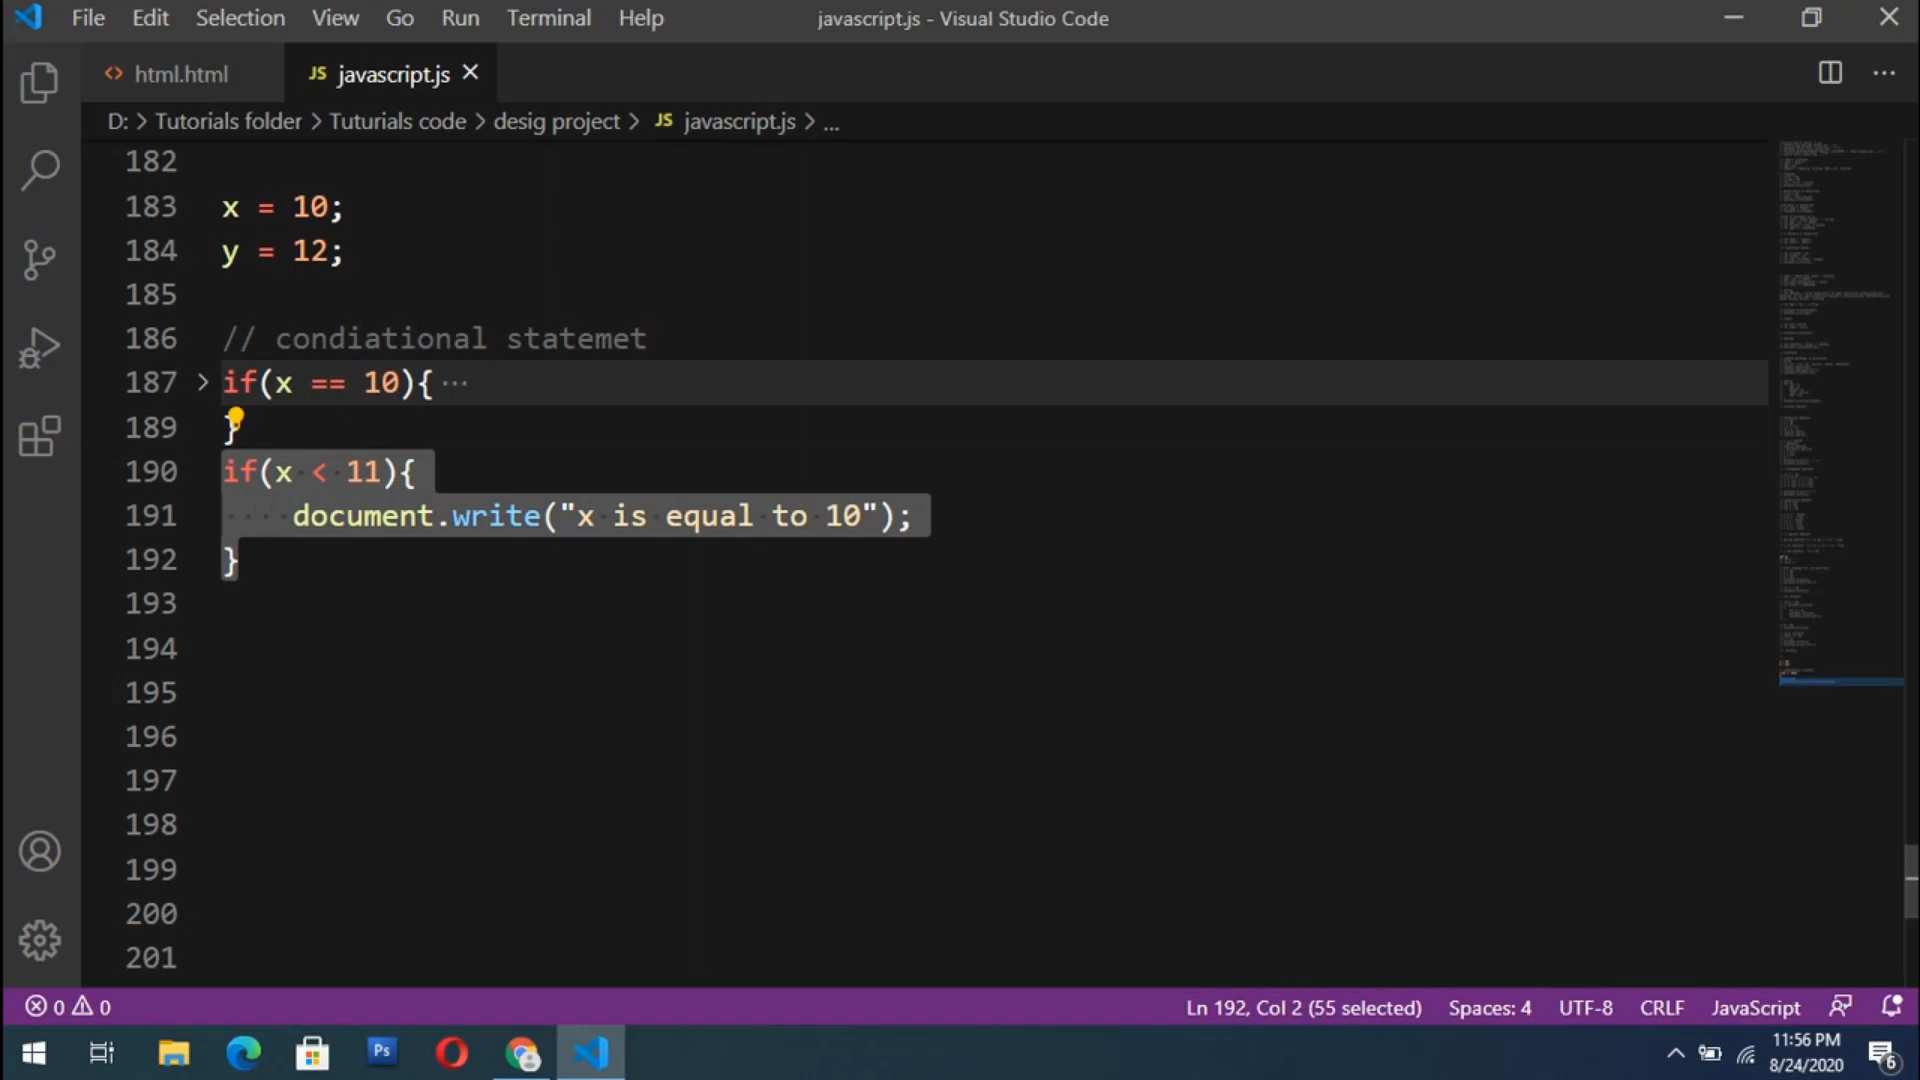 File Edit Selection View Go Run Terminal Help javascript.js - Visual Studio Code
html.html JS javascript.js
D: > Tutorials folder > Tuturials code > desig project > JS javascript.js > ...
182
183 x = 10;
184 y = 12;
185
186 // condiational statemet
187 if(x == 10){ ...
189 }
190 if(x < 11){
191 document.write("x is equal to 10");
192 }
193
194
195
196
197
198
199
200
201
0 0 Ln 192, Col 2 (55 selected) Spaces: 4 UTF-8 CRLF JavaScript
Ps 11:56 PM
8/24/2020 6